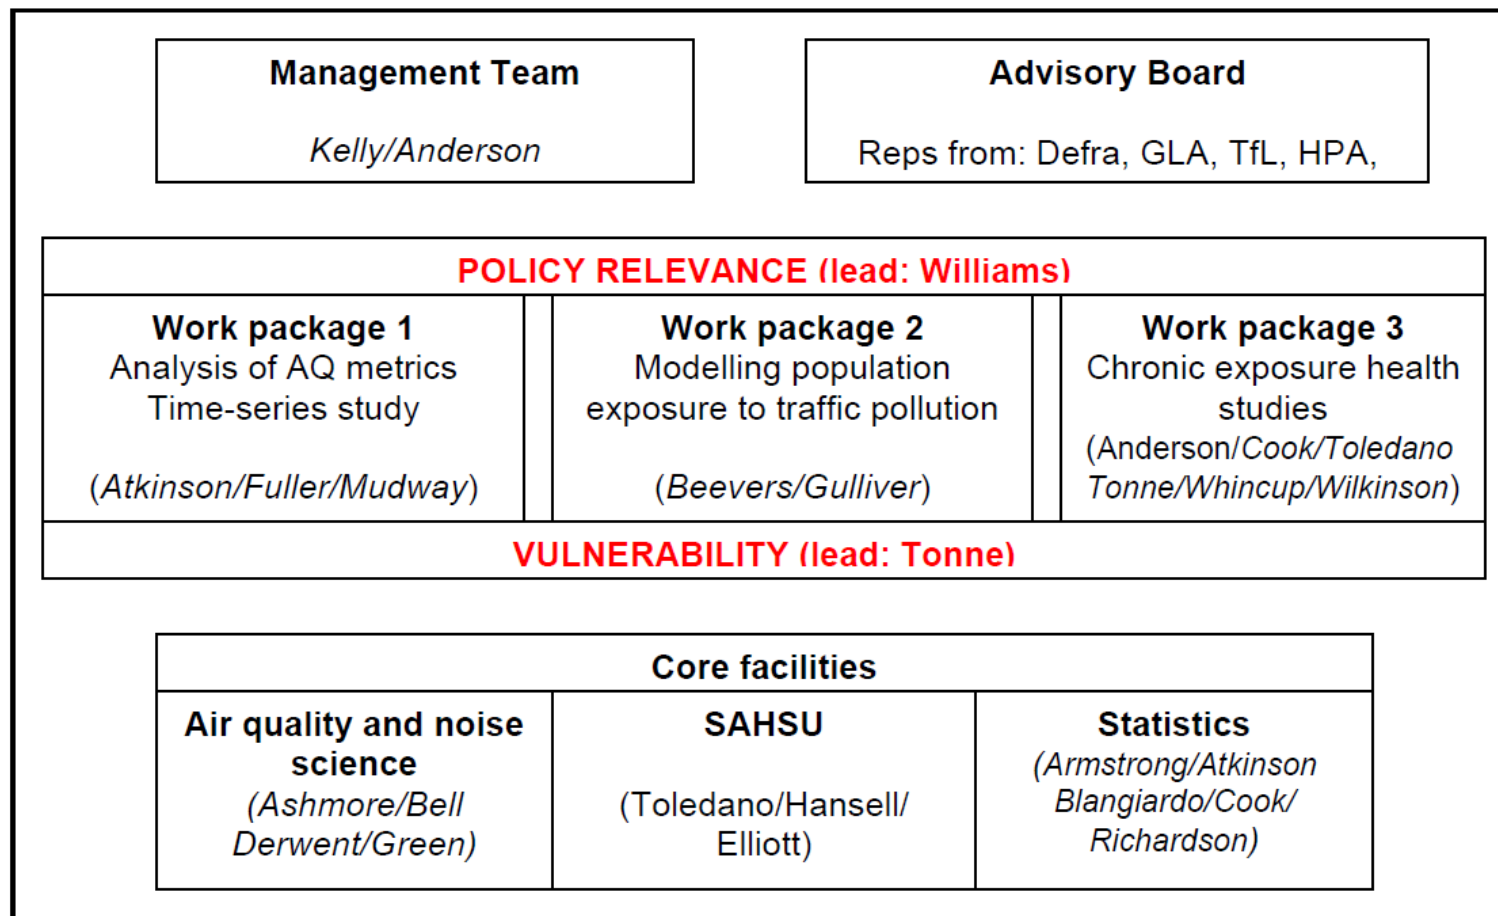 Management Team
Kelly/Anderson
Advisory Board
Reps from: Defra, GLA, TfL, HPA,
POLICY RELEVANCE (lead: Williams)
Work package 1
Analysis of AQ metrics
Time-series study
(Atkinson/Fuller/Mudway)
Work package 2
Modelling population
exposure to traffic pollution
(Beevers/Gulliver)
Work package 3
Chronic exposure health
studies
(Anderson/Cook/Toledano
Tonne/Whincup/Wilkinson)
VULNERABILITY (lead: Tonne)
Core facilities
Air quality and noise
science
(Ashmore/Bell
Derwent/Green)
SAHSU
(Toledano/Hansell/
Elliott)
Statistics
(Armstrong/Atkinson
Blangiardo/Cook/
Richardson)